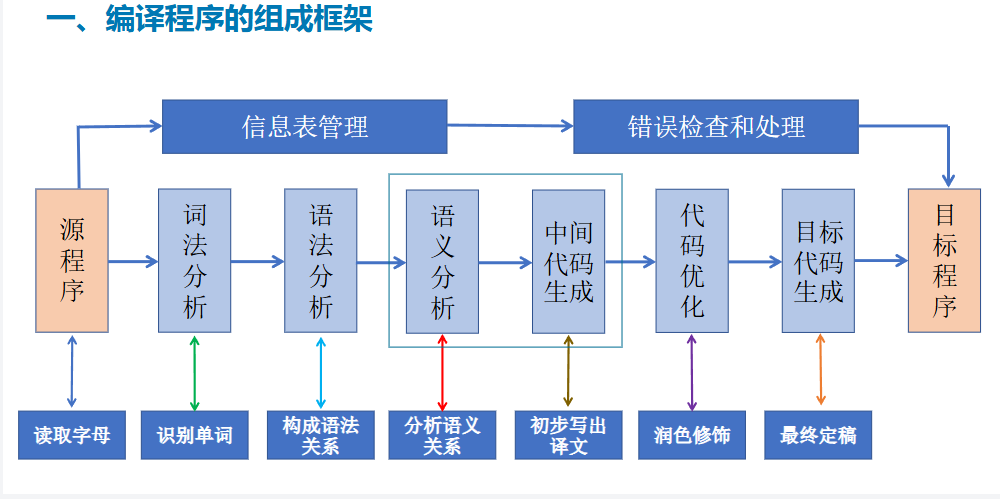 一、编译程序的组成框架
信息表管理
错误检查和处理
源
程
序
词
法
分
析
语
法
分
析
语
义
分
析
中间
代码
生成
代
码
优
化
目标
代码
生成
目
标
程
序
读取字母
识别单词
构成语法
关系
分析语义
关系
初步写出
译文
润色修饰
最终定稿